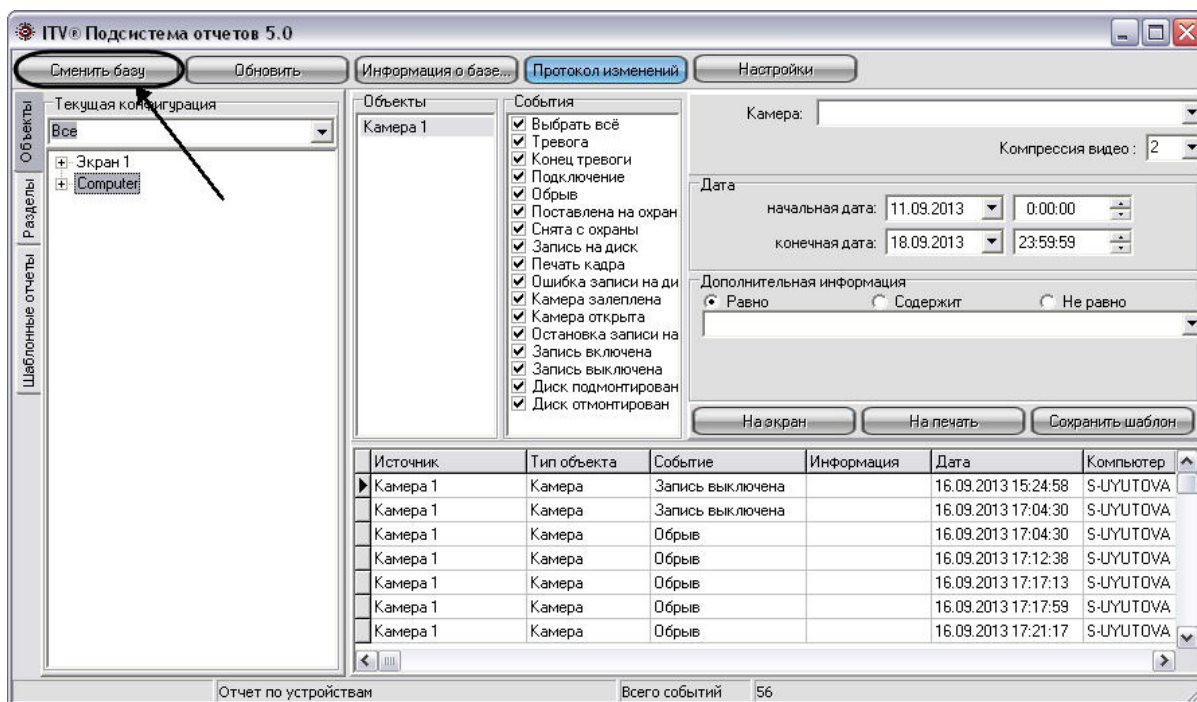 ITV® Подсистема отчетов 5.0
Сменить базу Обновить Информация о базе... Протокол изменений Настройки
Объекты
Разделы
Шаблонные отчеты
Текущая конфигурация
Все
Экран 1
Computer
Объекты
Камера 1
События
Выбрать всё
Тревога
Конец тревоги
Подключение
Обрыв
Поставлена на охран
Снята с охраны
Запись на диск
Печать кадра
Ошибка записи на ди
Камера залеплена
Камера открыта
Остановка записи на
Запись включена
Запись выключена
Диск подмонтирован
Диск отмонтирован
Камера:
Компрессия видео : 2
Дата
начальная дата: 11.09.2013 0:00:00
конечная дата: 18.09.2013 23:59:59
Дополнительная информация
Равно Содержит Не равно
На экран На печать Сохранить шаблон
Источник Тип объекта Событие Информация Дата Компьютер
Камера 1 Камера Запись выключена 16.09.2013 15:24:58 S-UYUTOVA
Камера 1 Камера Запись выключена 16.09.2013 17:04:30 S-UYUTOVA
Камера 1 Камера Обрыв 16.09.2013 17:04:30 S-UYUTOVA
Камера 1 Камера Обрыв 16.09.2013 17:12:38 S-UYUTOVA
Камера 1 Камера Обрыв 16.09.2013 17:17:13 S-UYUTOVA
Камера 1 Камера Обрыв 16.09.2013 17:17:59 S-UYUTOVA
Камера 1 Камера Обрыв 16.09.2013 17:21:17 S-UYUTOVA
Отчет по устройствам Всего событий 56